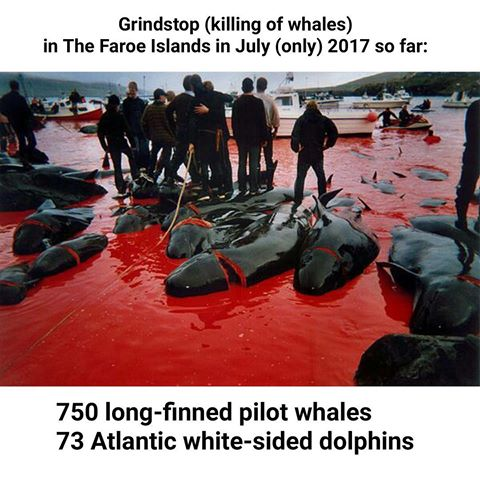 Grindstop (killing of whales)
in The Faroe Islands in July (only) 2017 so far:
750 long-finned pilot whales
73 Atlantic white-sided dolphins